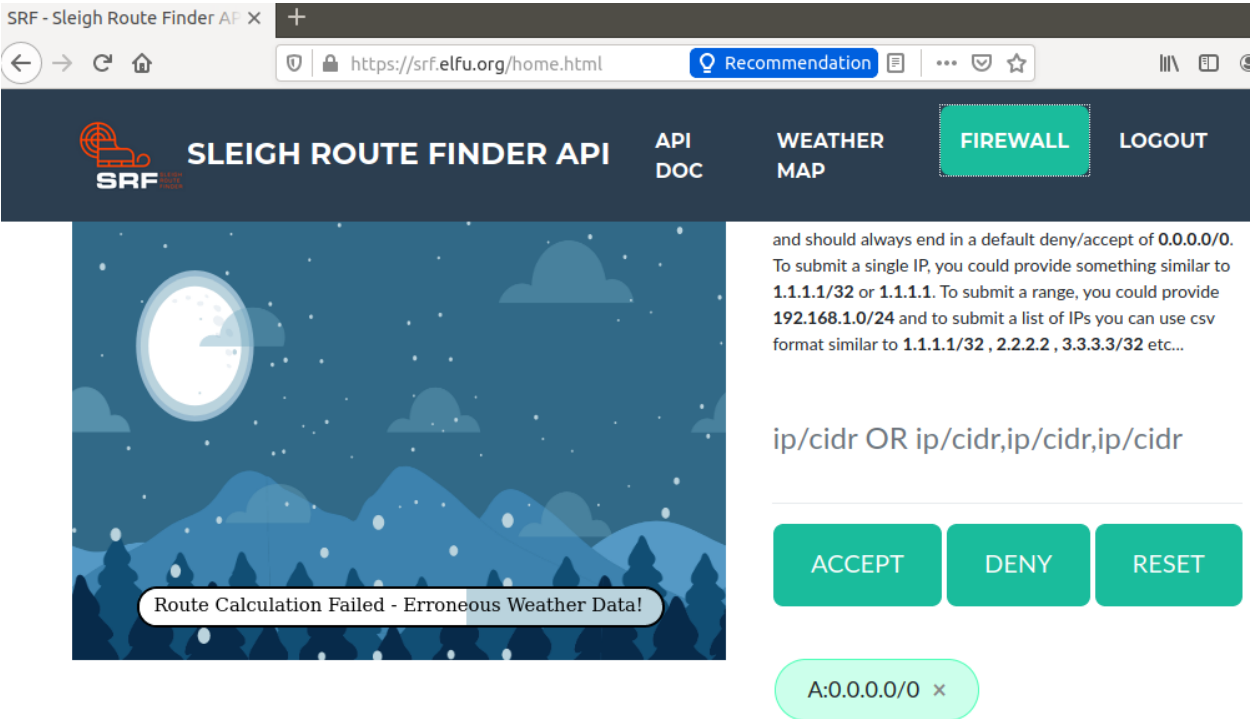 SRF - Sleigh Route Finder AP
https://srf.elfu.org/home.html
Recommendation
SRF
SLEIGH ROUTE FINDER
SLEIGH ROUTE FINDER API
API DOC
WEATHER MAP
FIREWALL
LOGOUT
and should always end in a default deny/accept of 0.0.0.0/0.
To submit a single IP, you could provide something similar to
1.1.1.1/32 or 1.1.1.1. To submit a range, you could provide
192.168.1.0/24 and to submit a list of IPs you can use csv
format similar to 1.1.1.1/32 , 2.2.2.2 , 3.3.3.3/32 etc...
ip/cidr OR ip/cidr,ip/cidr,ip/cidr
ACCEPT
DENY
RESET
Route Calculation Failed - Erroneous Weather Data!
A:0.0.0.0/0 ×